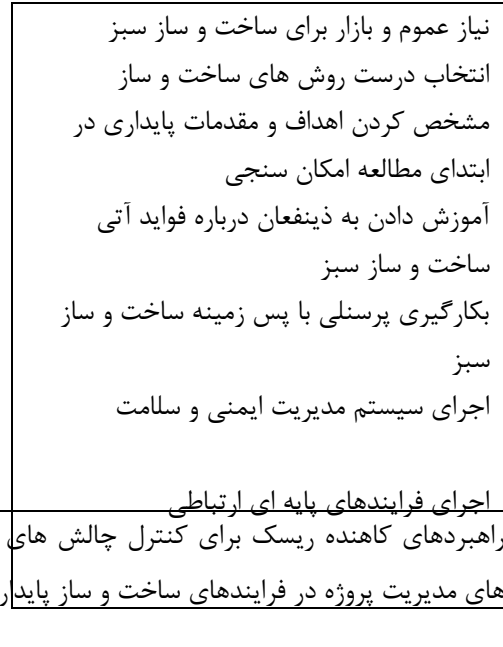 نیاز عموم و بازار برای ساخت و ساز سبز
انتخاب درست روش های ساخت و ساز
مشخص کردن اهداف و مقدمات پایداری در
ابتدای مطالعه امکان سنجی
آموزش دادن به ذینفعان درباره فواید آتی
ساخت و ساز سبز
بکارگیری پرسنلی با پس زمینه ساخت و ساز
سبز
اجرای سیستم مدیریت ایمنی و سلامت
اجرای فرایندهای پایه ای ارتباطی
راهبردهای کاهنده ریسک برای کنترل چالش های
های مدیریت پروژه در فرایندهای ساخت و ساز پایدار